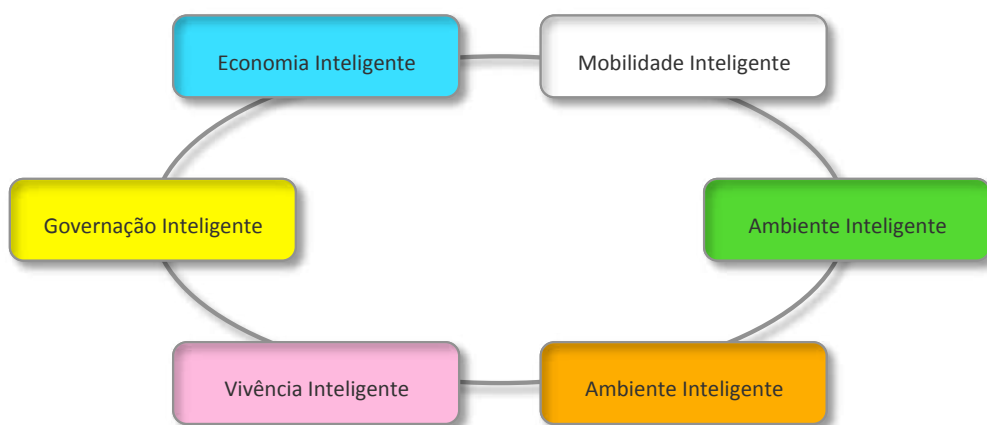 Economia Inteligente
Mobilidade Inteligente
Governação Inteligente
Ambiente Inteligente
Vivência Inteligente
Ambiente Inteligente